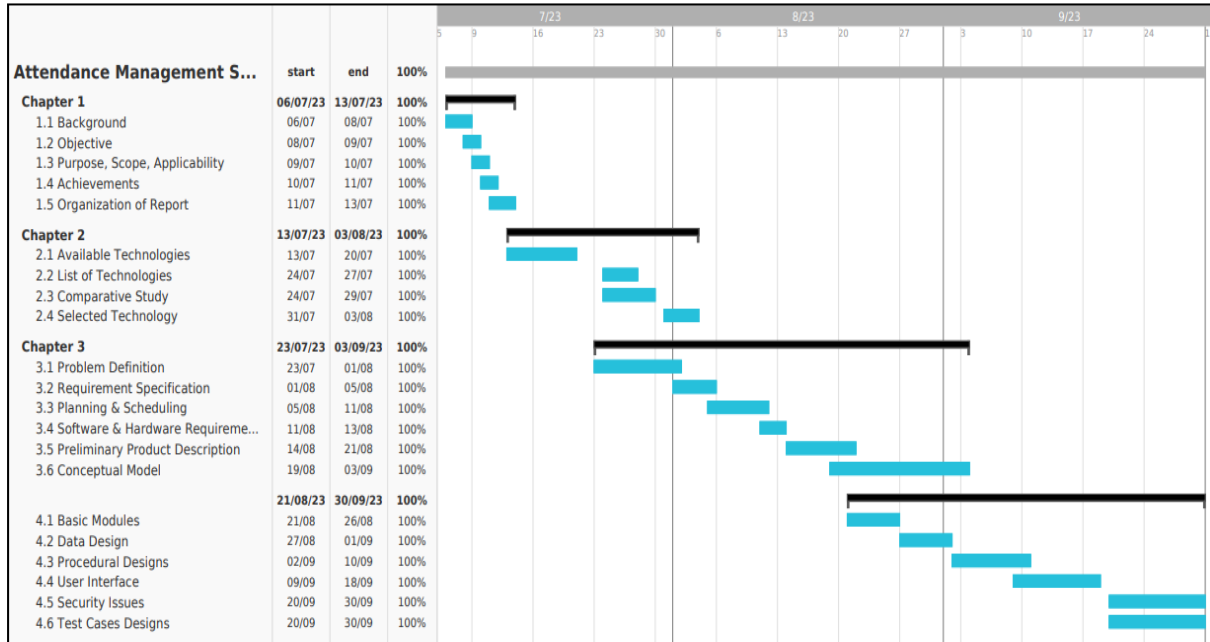 7/23 8/23 9/23
5 9 16 23 30 6 13 20 27 3 10 17 24 1
Attendance Management S... start end 100%
Chapter 1 06/07/23 13/07/23 100%
1.1 Background 06/07 08/07 100%
1.2 Objective 08/07 09/07 100%
1.3 Purpose, Scope, Applicability 09/07 10/07 100%
1.4 Achievements 10/07 11/07 100%
1.5 Organization of Report 11/07 13/07 100%
Chapter 2 13/07/23 03/08/23 100%
2.1 Available Technologies 13/07 20/07 100%
2.2 List of Technologies 24/07 27/07 100%
2.3 Comparative Study 24/07 29/07 100%
2.4 Selected Technology 31/07 03/08 100%
Chapter 3 23/07/23 03/09/23 100%
3.1 Problem Definition 23/07 01/08 100%
3.2 Requirement Specification 01/08 05/08 100%
3.3 Planning & Scheduling 05/08 11/08 100%
3.4 Software & Hardware Requireme... 11/08 13/08 100%
3.5 Preliminary Product Description 14/08 21/08 100%
3.6 Conceptual Model 19/08 03/09 100%
21/08/23 30/09/23 100%
4.1 Basic Modules 21/08 26/08 100%
4.2 Data Design 27/08 01/09 100%
4.3 Procedural Designs 02/09 10/09 100%
4.4 User Interface 09/09 18/09 100%
4.5 Security Issues 20/09 30/09 100%
4.6 Test Cases Designs 20/09 30/09 100%